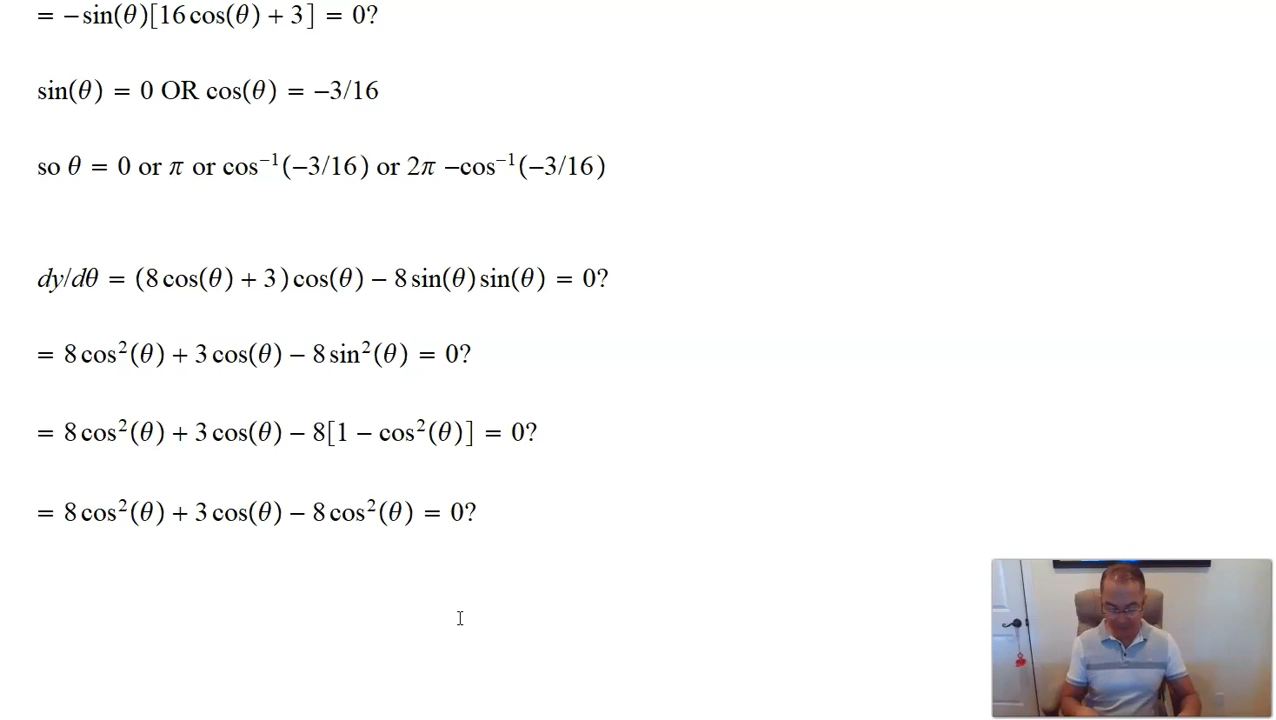 = −sin(θ)[16 cos(θ) + 3] = 0?
sin(θ) = 0 OR cos(θ) = −3/16
so θ = 0 or π or cos⁻¹(−3/16) or 2π −cos⁻¹(−3/16)
dy/dθ = (8 cos(θ) + 3) cos(θ) − 8 sin(θ) sin(θ) = 0?
= 8 cos²(θ) + 3 cos(θ) − 8 sin²(θ) = 0?
= 8 cos²(θ) + 3 cos(θ) − 8[1 − cos²(θ)] = 0?
= 8 cos²(θ) + 3 cos(θ) − 8 cos²(θ) = 0?